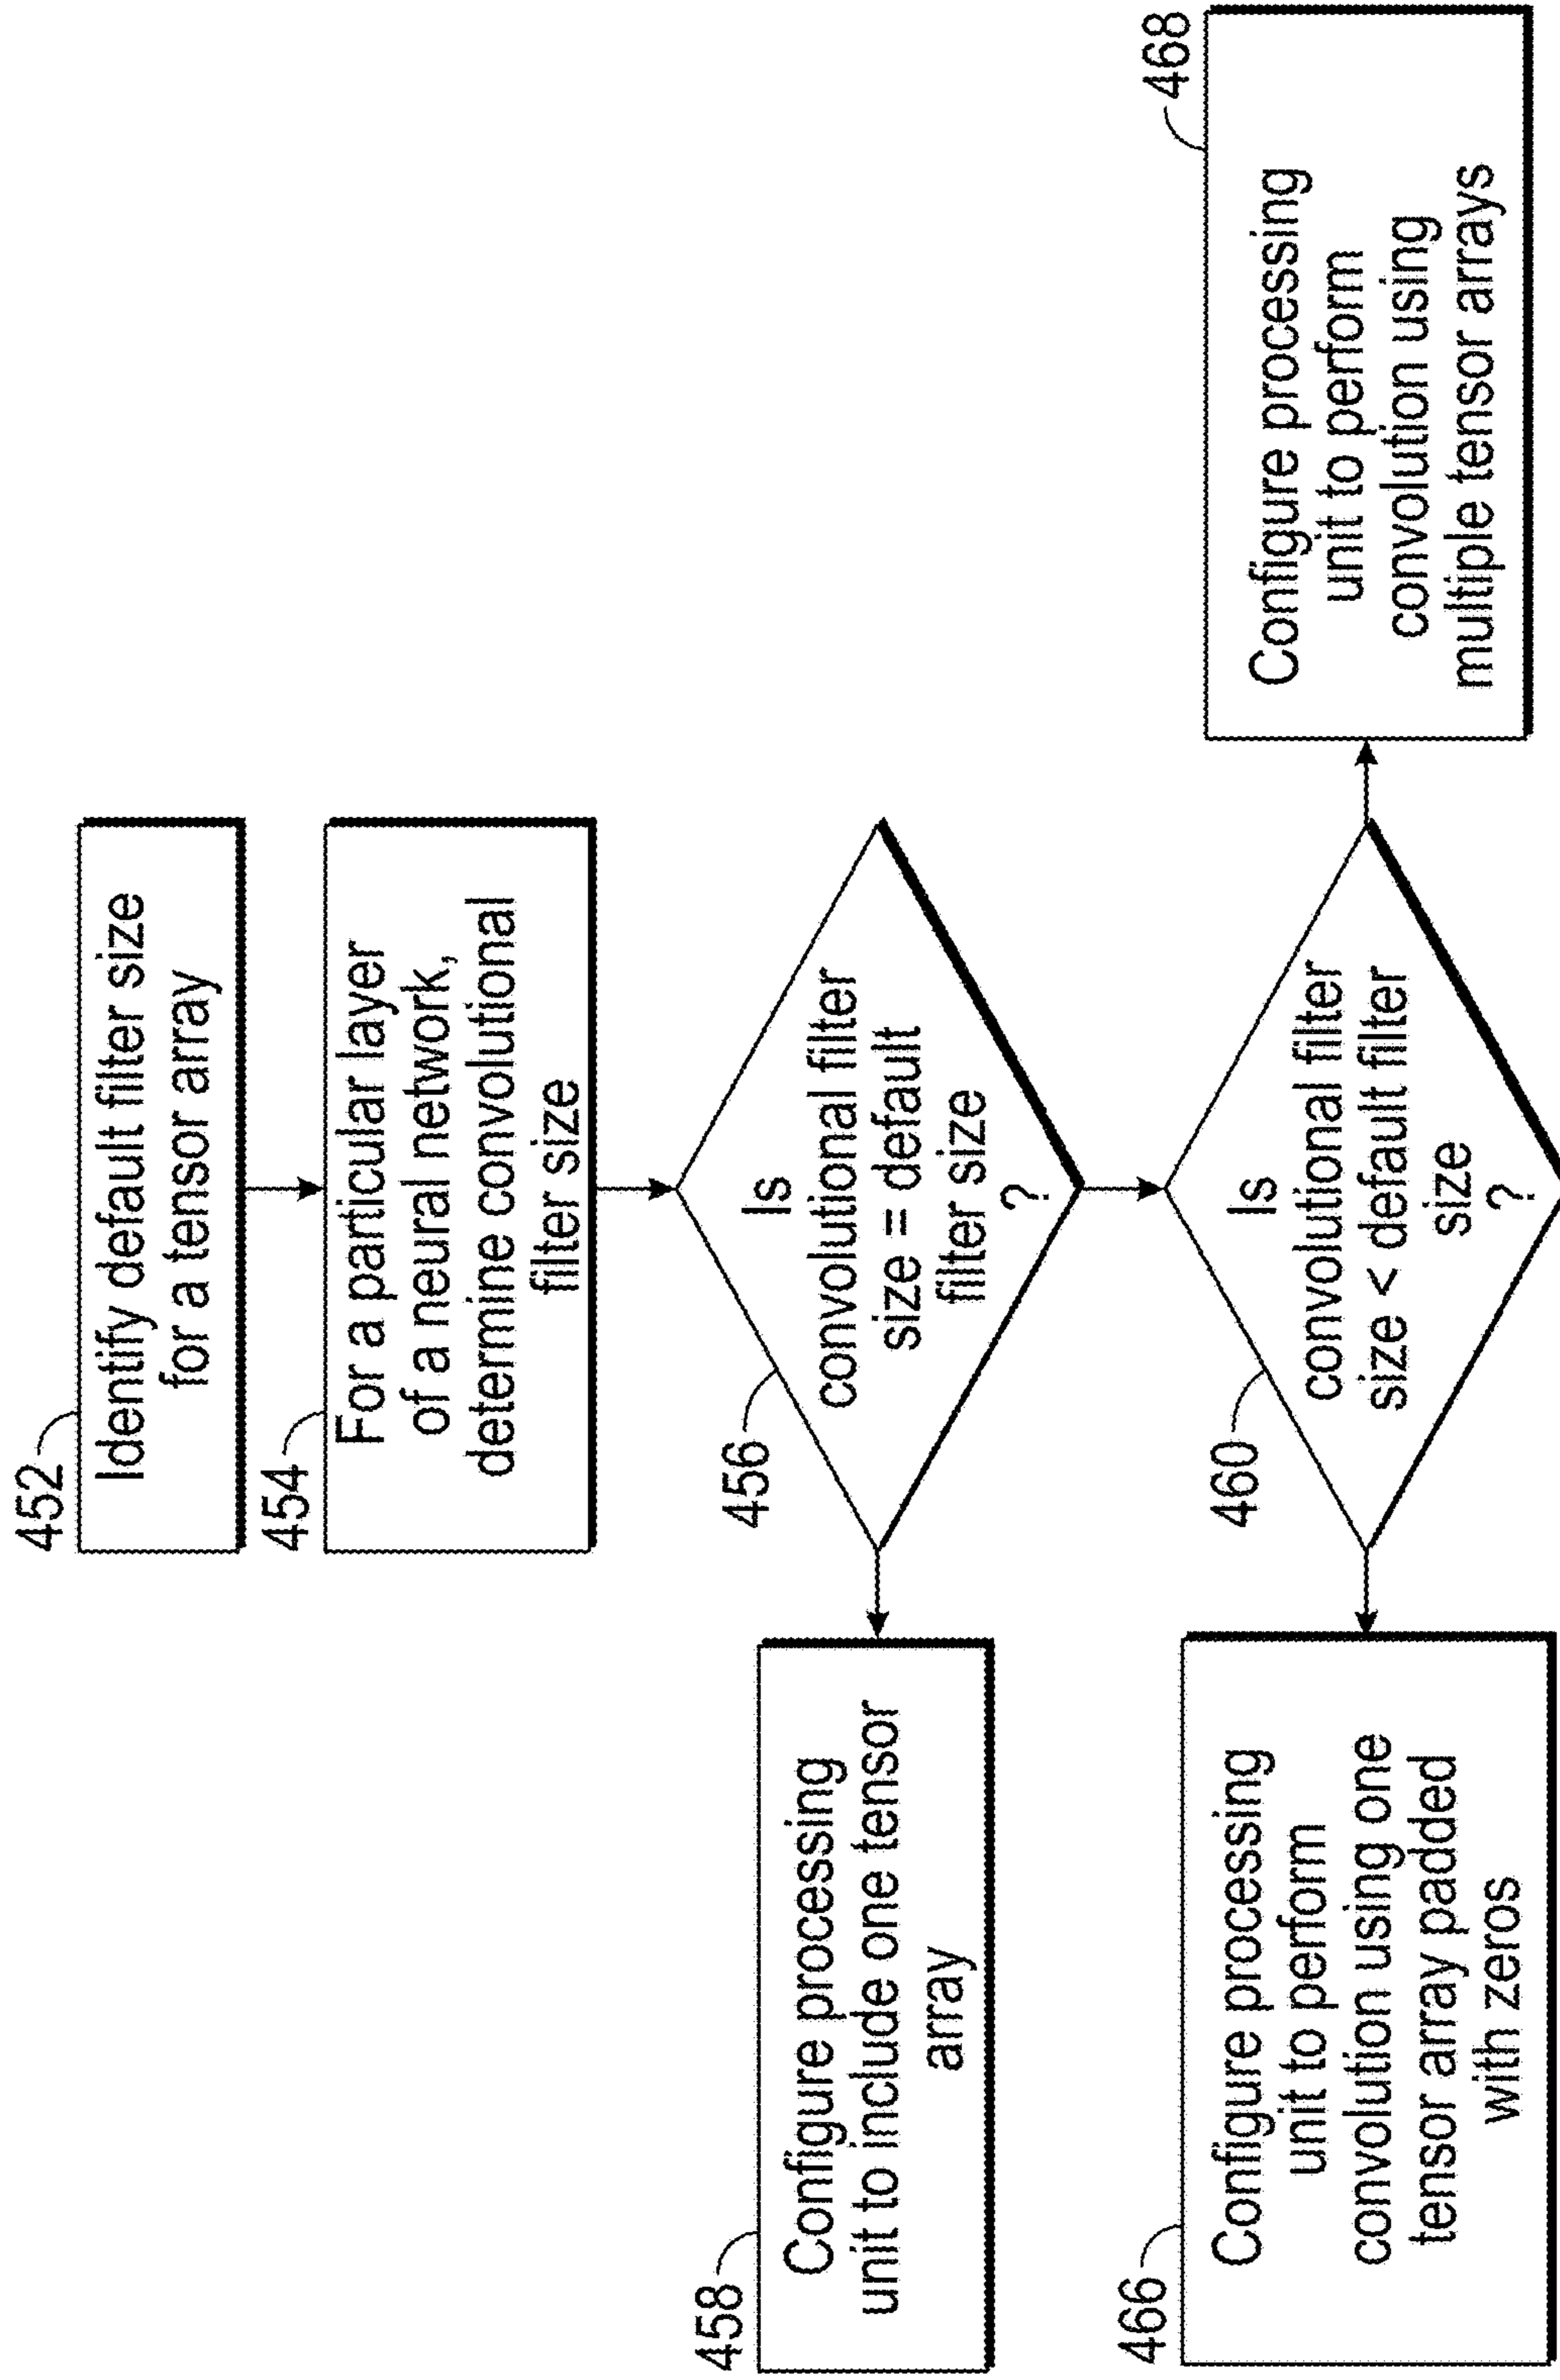 452
Identify default filter size
for a tensor array
454
For a particular layer
of a neural network,
determine convolutional
filter size
456
Is
convolutional filter
size = default
filter size
?
458
Configure processing
unit to include one tensor
array
460
Is
convolutional filter
size < default filter
size
?
466
Configure processing
unit to perform
convolution using one
tensor array padded
with zeros
468
Configure processing
unit to perform
convolution using
multiple tensor arrays